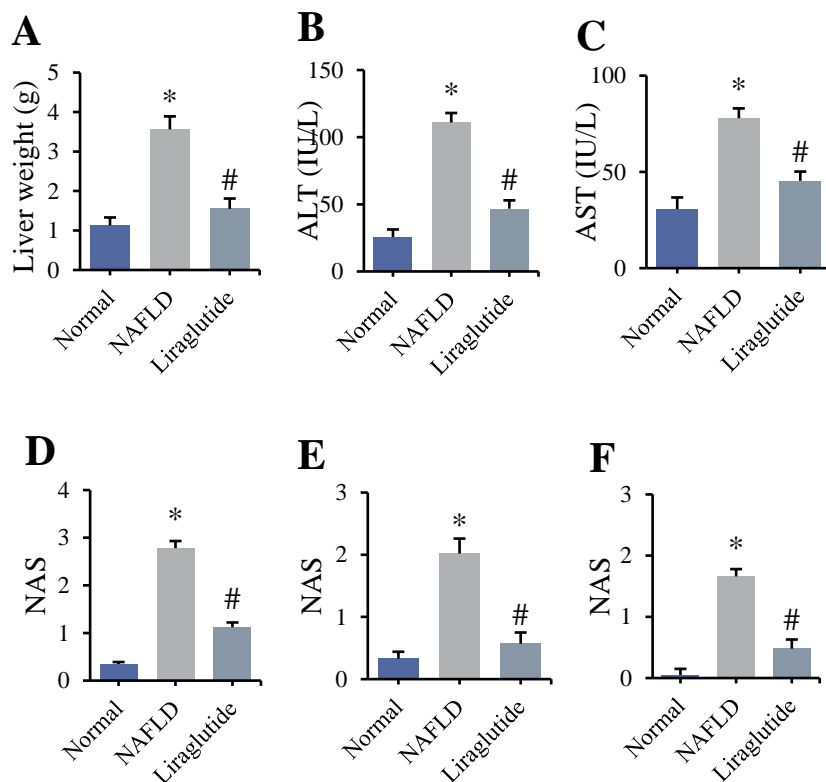 A
Liver weight (g)
5
4
3
2
1
0
*
#
Normal
NAFLD
Liraglutide
B
ALT (IU/L)
150
100
50
0
*
#
Normal
NAFLD
Liraglutide
C
AST (IU/L)
100
50
0
*
#
Normal
NAFLD
Liraglutide
D
NAS
4
3
2
1
0
*
#
Normal
NAFLD
Liraglutide
E
NAS
3
2
1
0
*
#
Normal
NAFLD
Liraglutide
F
NAS
3
2
1
0
*
#
Normal
NAFLD
Liraglutide